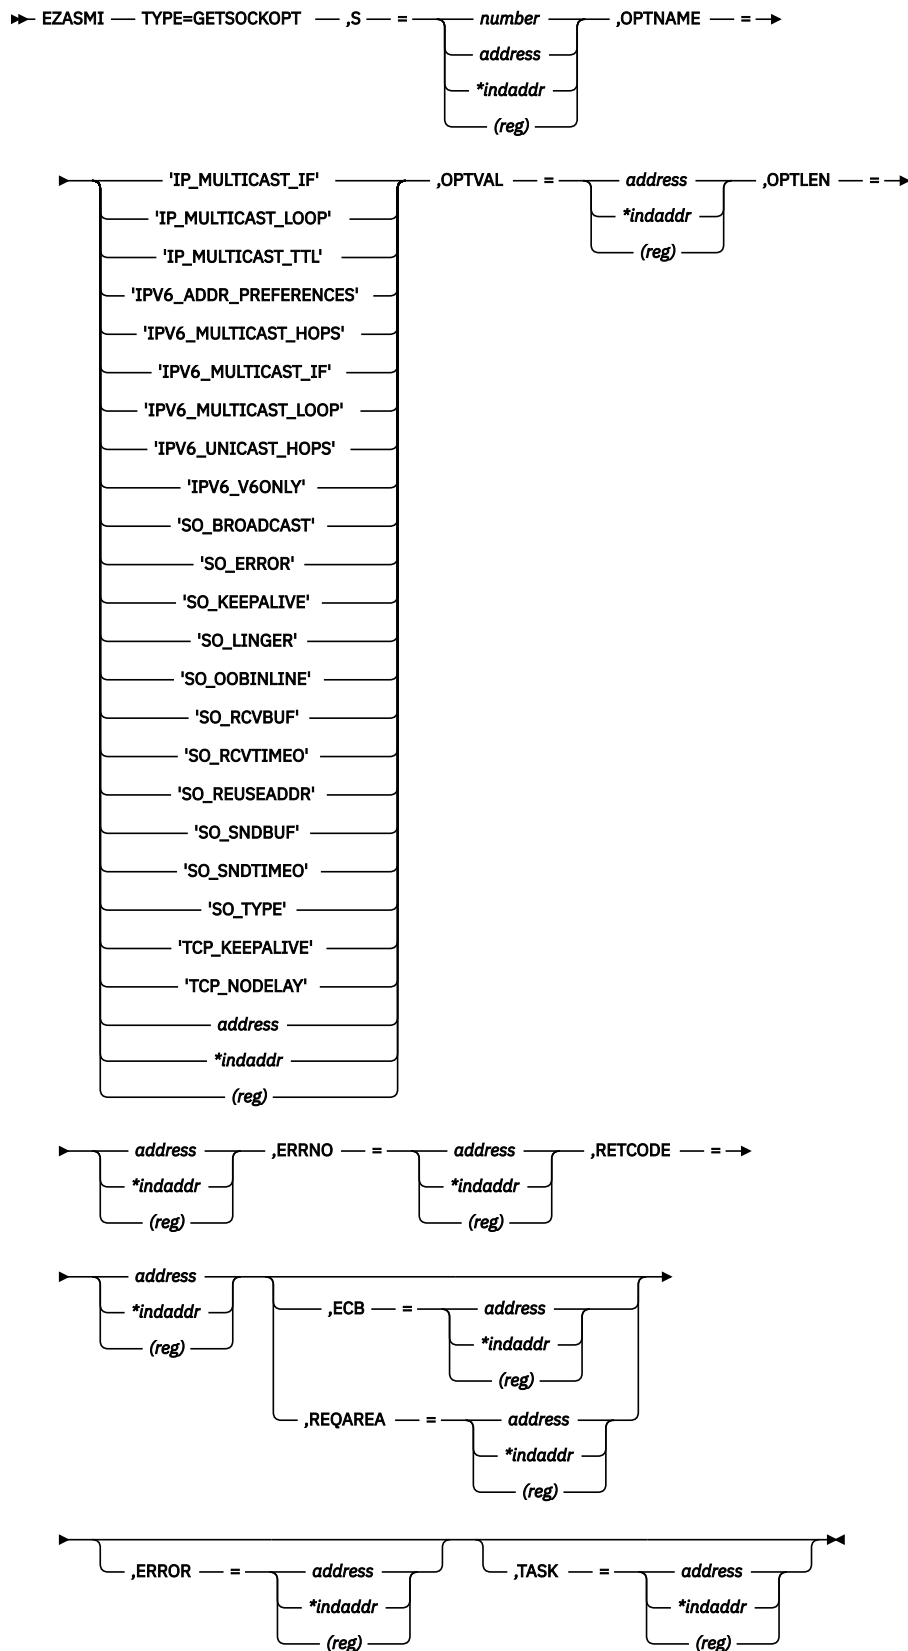 EZASMI TYPE=GETSOCKOPT ,S = number ,OPTNAME =
address
*indaddr
(reg)
'IP_MULTICAST_IF' ,OPTVAL = address ,OPTLEN =
'IP_MULTICAST_LOOP' *indaddr
'IP_MULTICAST_TTL' (reg)
'IPV6_ADDR_PREFERENCES'
'IPV6_MULTICAST_HOPS'
'IPV6_MULTICAST_IF'
'IPV6_MULTICAST_LOOP'
'IPV6_UNICAST_HOPS'
'IPV6_V6ONLY'
'SO_BROADCAST'
'SO_ERROR'
'SO_KEEPALIVE'
'SO_LINGER'
'SO_OOBINLINE'
'SO_RCVBUF'
'SO_RCVTIMEO'
'SO_REUSEADDR'
'SO_SNDBUF'
'SO_SNDTIMEO'
'SO_TYPE'
'TCP_KEEPALIVE'
'TCP_NODELAY'
address
*indaddr
(reg)
address ,ERRNO = address ,RETCODE =
*indaddr *indaddr
(reg) (reg)
address
*indaddr ,ECB = address
(reg) *indaddr
(reg)
,REQAREA = address
*indaddr
(reg)
,ERROR = address ,TASK = address
*indaddr *indaddr
(reg) (reg)